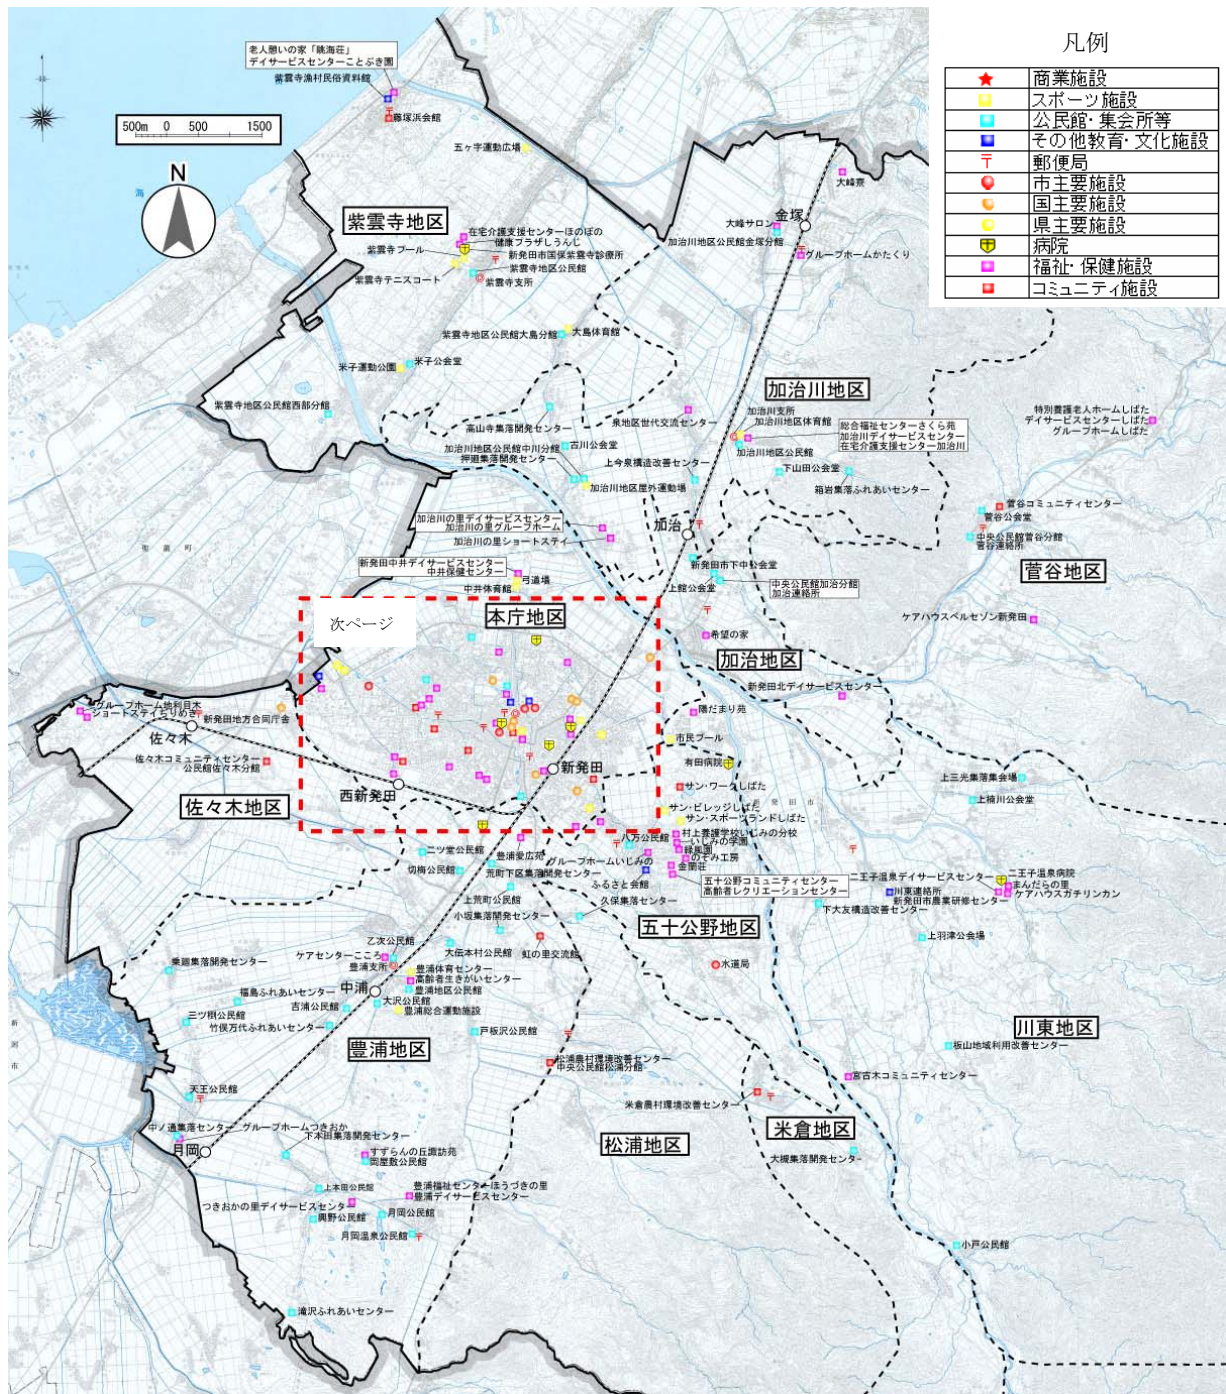 凡例
商業施設
スポーツ施設
公民館・集会所等
その他教育・文化施設
郵便局
市主要施設
国主要施設
県主要施設
病院
福祉・保健施設
コミュニティ施設
500m 0 500 1500
N
海
老人憩いの家「眺海荘」
デイサービスセンターことぶき園
紫雲寺漁村民俗資料館
藤塚浜会館
五ヶ字運動広場
大峰寮
金塚
大峰サロン
加治川地区公民館金塚分館
グループホームかたくり
紫雲寺地区
在宅介護支援センターほのぼの
健康プラザしうんじ
紫雲寺プール
新発田市国保紫雲寺診療所
紫雲寺地区公民館
紫雲寺テニスコート
紫雲寺支所
紫雲寺地区公民館大島分館
大島体育館
米子運動公園
米子公会堂
紫雲寺地区公民館西部分館
加治川地区
高山寺集落開発センター
泉地区世代交流センター
加治川支所
加治川地区体育館
総合福祉センターさくら苑
加治川デイサービスセンター
在宅介護支援センター加治川
加治川地区公民館
特別養護老人ホームしばた
デイサービスセンターしばた
グループホームしばた
古川公会堂
加治川地区公民館中川分館
押廻集落開発センター
上今泉構造改善センター
加治川地区屋外運動場
下山田公会堂
箱岩集落ふれあいセンター
菅谷コミュニティセンター
菅谷公会堂
中央公民館菅谷分館
菅谷連絡所
菅谷地区
加治川の里デイサービスセンター
加治川の里グループホーム
加治川の里ショートステイ
加治
新発田中井デイサービスセンター
中井保健センター
弓道場
中井体育館
新発田市下中公会堂
上館公会堂
中央公民館加治分館
加治連絡所
次ページ
本庁地区
希望の家
加治地区
ケアハウスベルセゾン新発田
新発田北デイサービスセンター
陽だまり苑
グループホーム地利目木
ショートステイちりめき
新発田地方合同庁舎
佐々木
佐々木コミュニティセンター
公民館佐々木分館
佐々木地区
西新発田
新発田
市民プール
有田病院
サン・ワークしばた
サン・ビレッジしばた
サン・スポーツランドしばた
上三光集落集会場
上楠川公会堂
村上養護学校いじみの分校
いじみの学園
緑風園
のぞみ工房
金蘭荘
五十公野コミュニティセンター
高齢者レクリエーションセンター
八万公民館
二ツ堂公民館
豊浦愛広苑
切梅公民館
荒町下区集落開発センター
グループホームいじみの
ふるさと会館
上荒町公民館
久保集落センター
小坂集落開発センター
二王子温泉病院
二王子温泉デイサービスセンター
まんだらの里
川東連絡所
ケアハウスガチリンカン
新発田市農業研修センター
下大友構造改善センター
五十公野地区
上羽津公会場
乙次公民館
ケアセンターこころ
豊浦支所
大伝本村公民館
虹の里交流館
水道局
乗廻集落開発センター
豊浦体育センター
高齢者生きがいセンター
豊浦地区公民館
中浦
福島ふれあいセンター
吉浦公民館
大沢公民館
豊浦総合運動施設
三ツ椡公民館
竹俣万代ふれあいセンター
戸板沢公民館
豊浦地区
川東地区
板山地域利用改善センター
松浦農村環境改善センター
中央公民館松浦分館
宮古木コミュニティセンター
米倉農村環境改善センター
米倉地区
天王公民館
中ノ通集落センター
グループホームつきおか
月岡
下本田集落開発センター
すずらんの丘諏訪苑
岡屋敷公民館
松浦地区
大槻集落開発センター
上本田公民館
豊浦福祉センターほうづきの里
豊浦デイサービスセンター
つきおかの里デイサービスセンター
興野公民館
月岡公民館
月岡温泉公民館
小戸公民館
滝沢ふれあいセンター